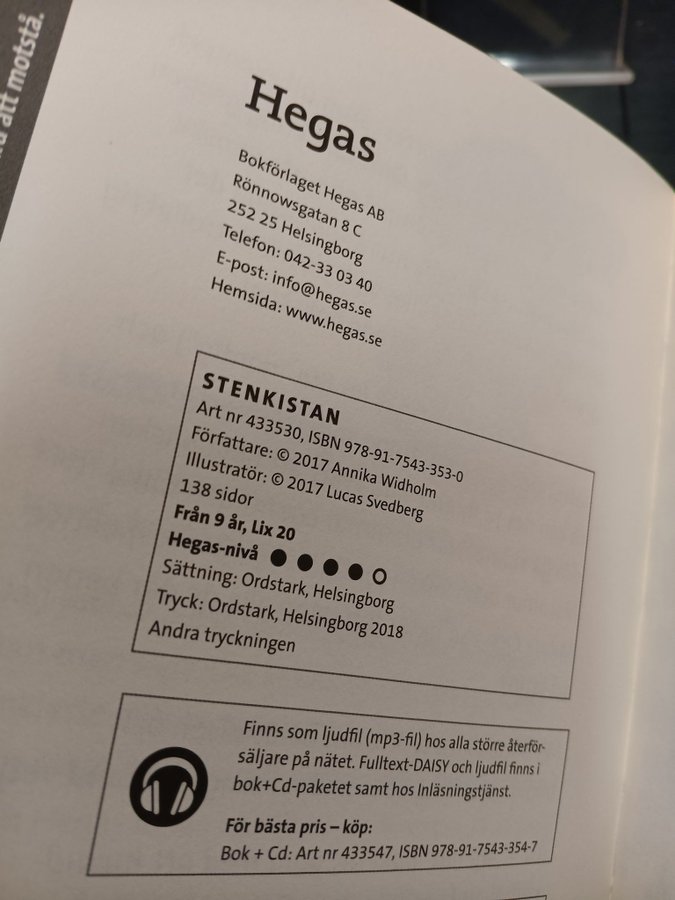 att motstå.
Hegas
Bokförlaget Hegas AB
Rönnowsgatan 8 C
252 25 Helsingborg
Telefon: 042-33 03 40
E-post: info@hegas.se
Hemsida: www.hegas.se
STENKISTAN
Art nr 433530, ISBN 978-91-7543-353-0
Författare: © 2017 Annika Widholm
Illustratör: © 2017 Lucas Svedberg
138 sidor
Från 9 år, Lix 20
Hegas-nivå ●●●●○
Sättning: Ordstark, Helsingborg
Tryck: Ordstark, Helsingborg 2018
Andra tryckningen
Finns som ljudfil (mp3-fil) hos alla större återför-
säljare på nätet. Fulltext-DAISY och ljudfil finns i
bok+Cd-paketet samt hos Inläsningstjänst.
För bästa pris – köp:
Bok + Cd: Art nr 433547, ISBN 978-91-7543-354-7